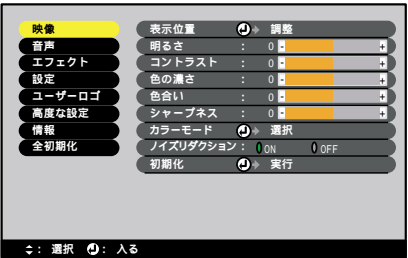 映像
音声
エフェクト
設定
ユーザーロゴ
高度な設定
情報
全初期化
表示位置 調整
明るさ : 0 - +
コントラスト : 0 - +
色の濃さ : 0 - +
色合い : 0 - +
シャープネス : 0 - +
カラーモード 選択
ノイズリダクション : ON OFF
初期化 実行
: 選択 : 入る